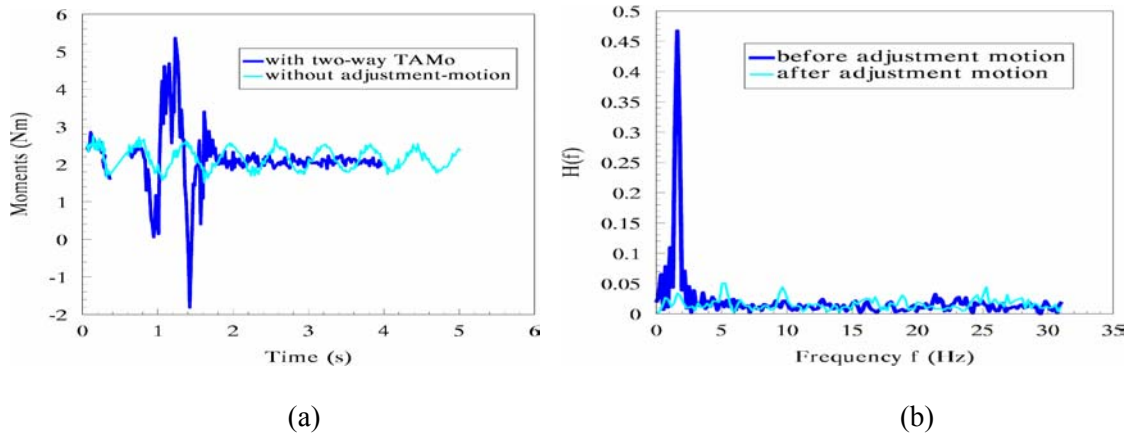 6
5
4
3
2
1
0
-1
-2
Moments (Nm)
with two-way TAMo
without adjustment-motion
0 1 2 3 4 5 6
Time (s)
(a)
0.5
0.45
0.4
0.35
0.3
0.25
0.2
0.15
0.1
0.05
0
H(f)
before adjustment motion
after adjustment motion
0 5 10 15 20 25 30 35
Frequency f (Hz)
(b)